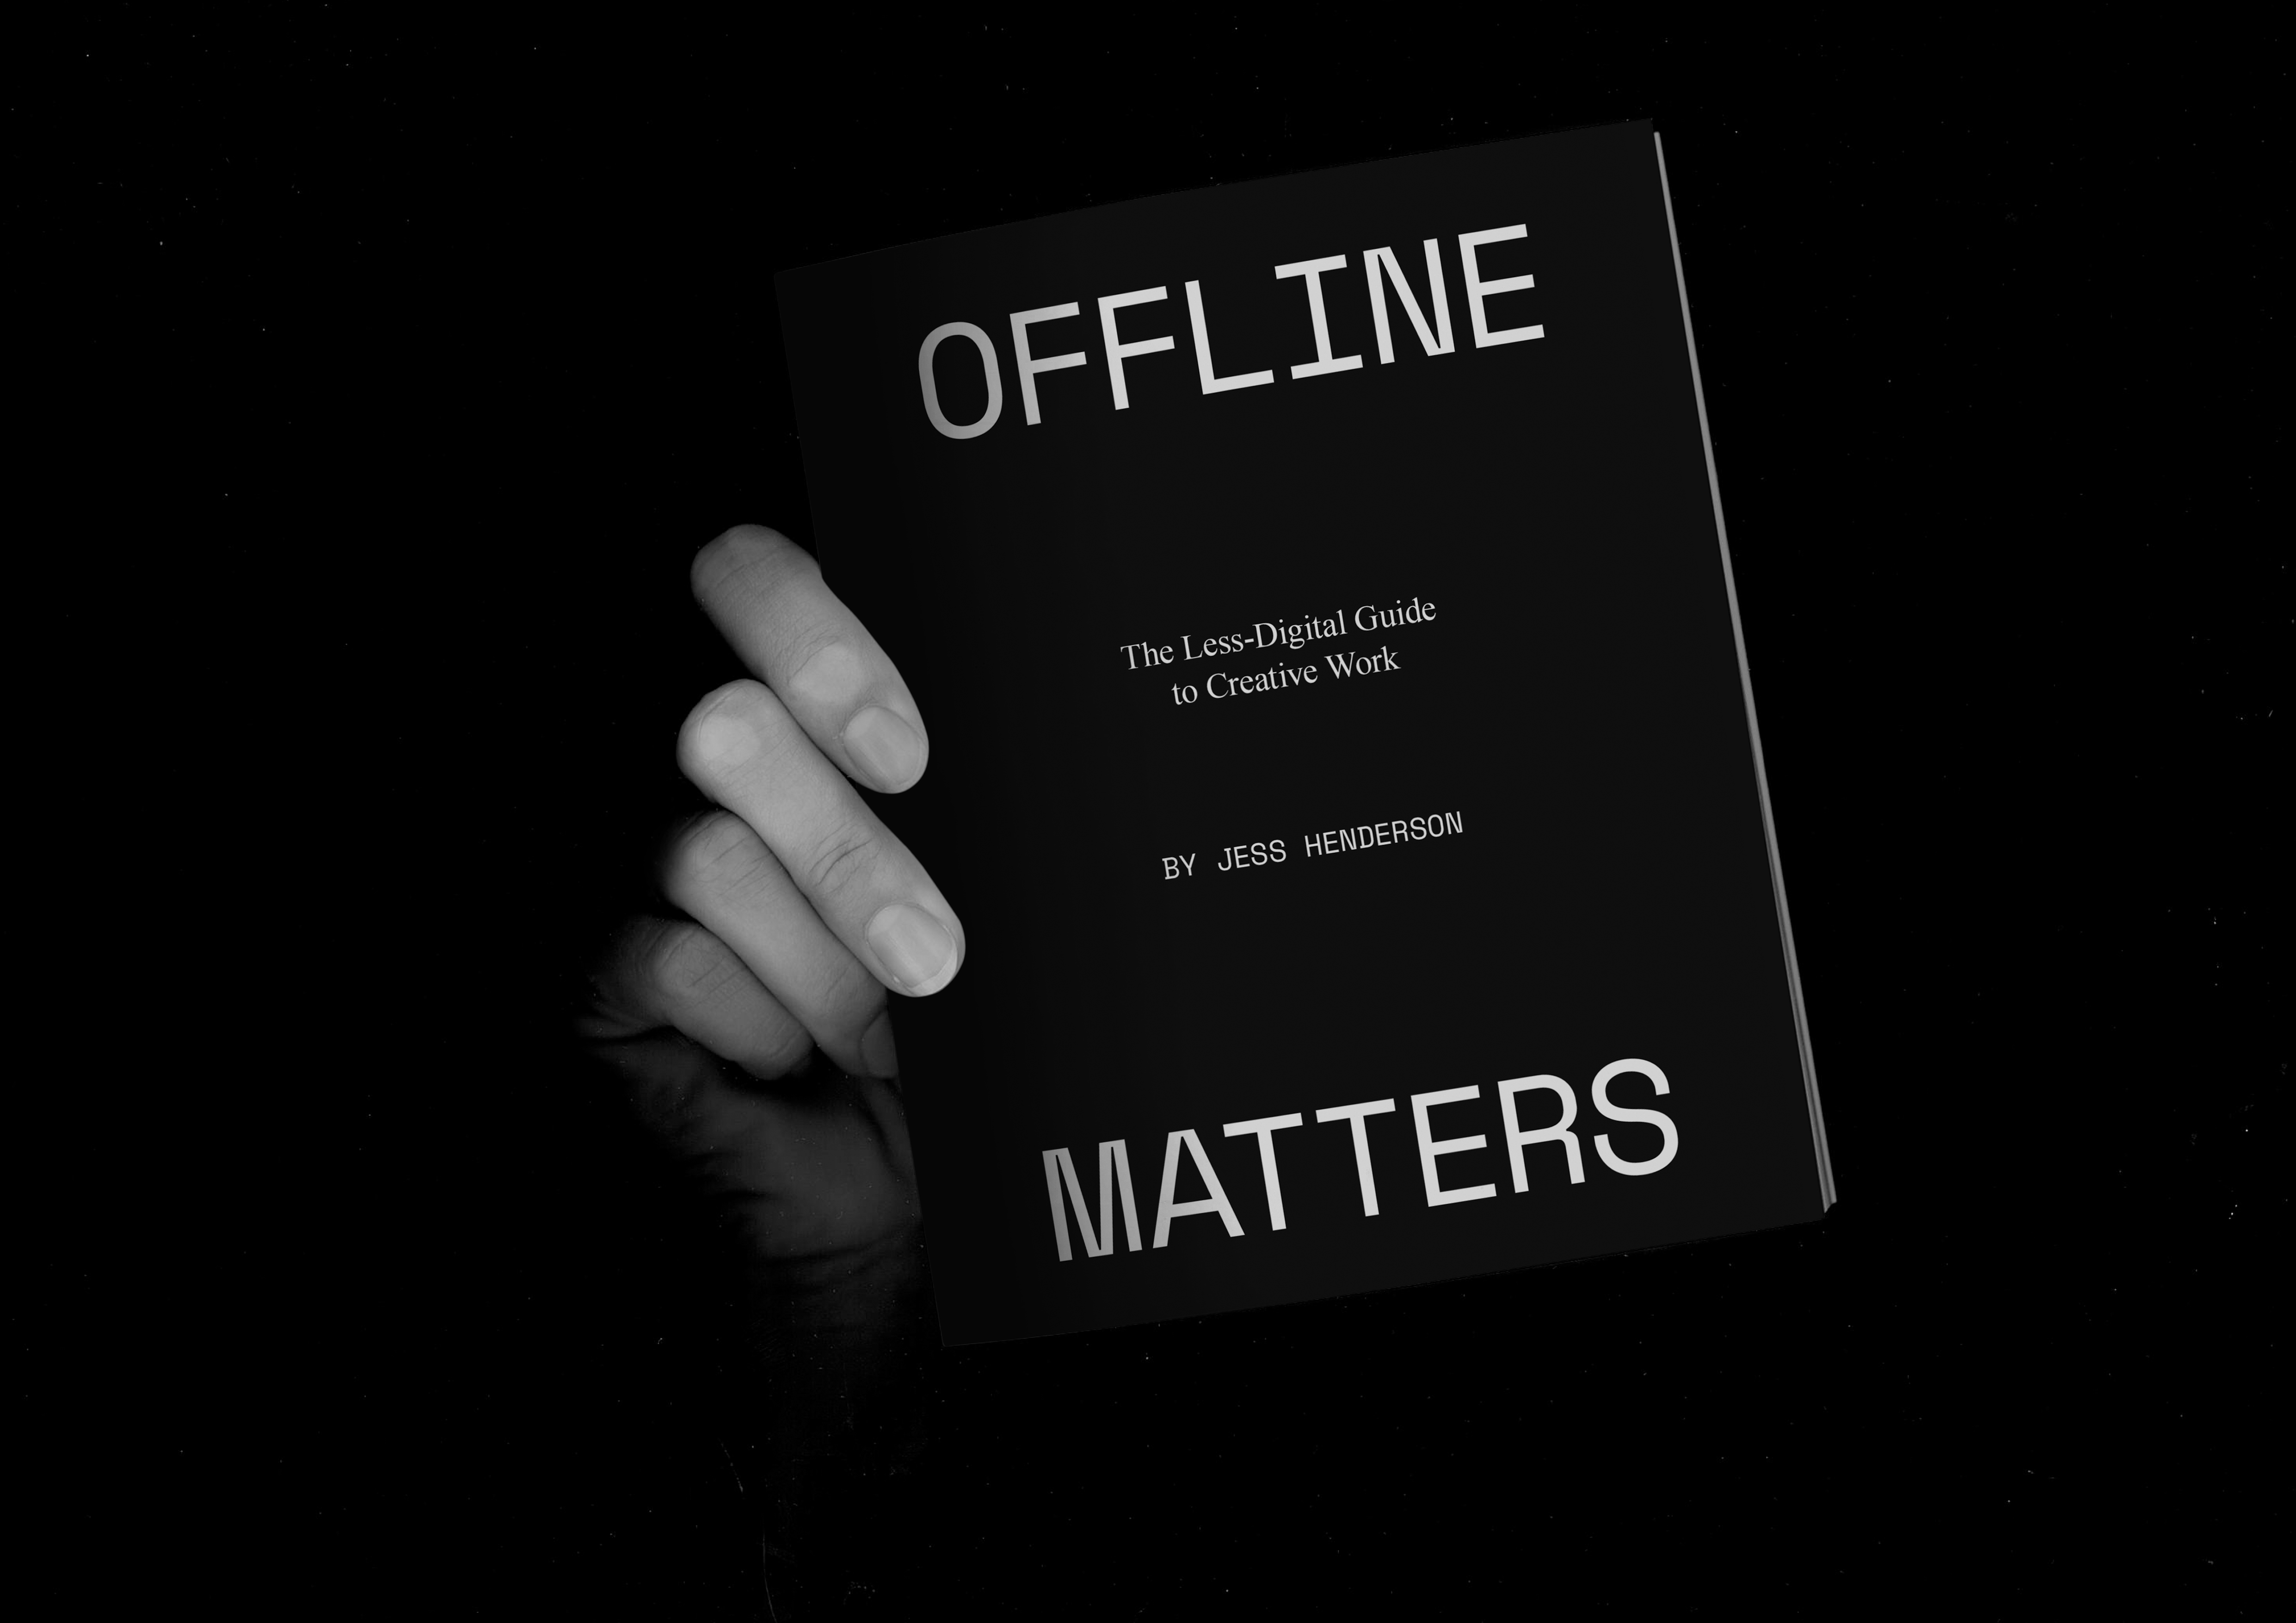 OFFLINE
The Less-Digital Guide
to Creative Work
BY JESS HENDERSON
MATTERS